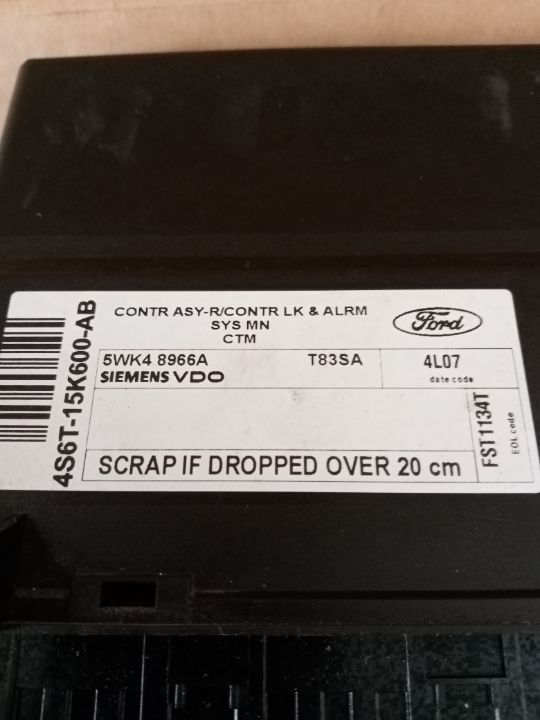 CONTR ASY-R/CONTR LK & ALRM
SYS MN
CTM
Ford
5WK4 8966A
T83SA
4L07
date code
SIEMENS VDO
SCRAP IF DROPPED OVER 20 cm
4S6T-15K600-AB
FST1134T
EOL code